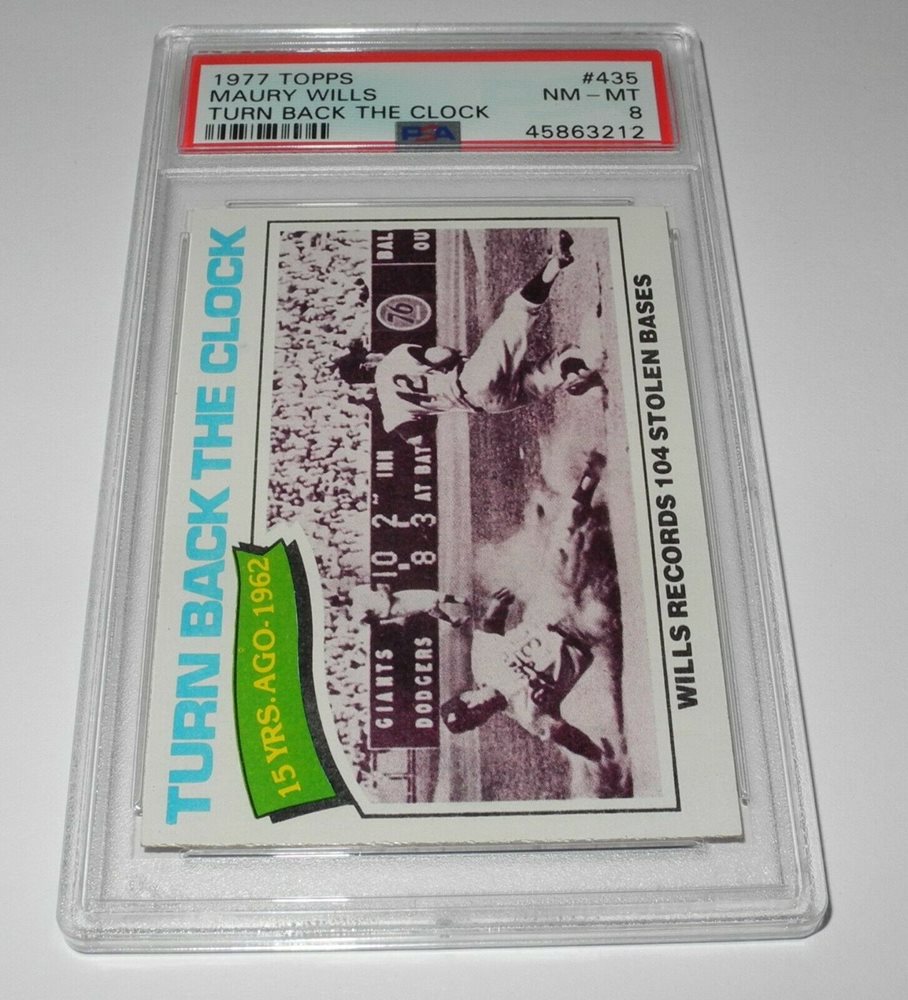 1977 TOPPS #435
MAURY WILLS NM – MT
TURN BACK THE CLOCK 8
PSA 45863212
TURN BACK THE CLOCK
15 YRS. AGO-1962
76
BAL
OU
12
10 2 INN
8 3 AT BAT
GIANTS
DODGERS
WILLS RECORDS 104 STOLEN BASES